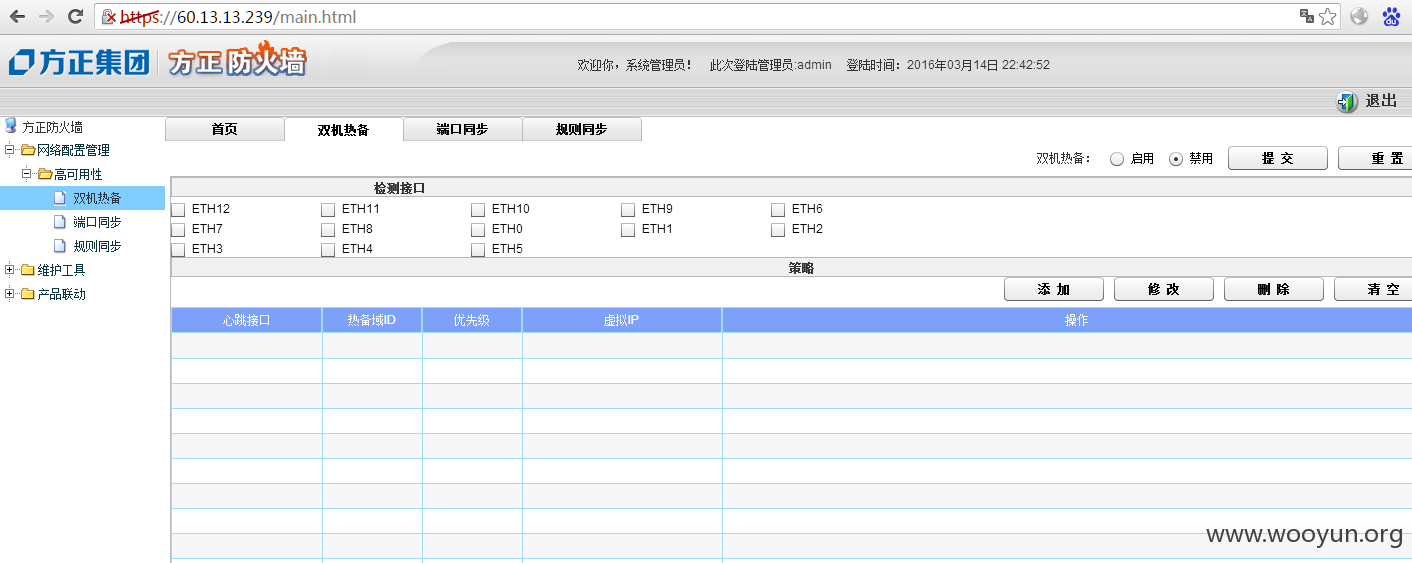 https://60.13.13.239/main.html
方正集团 方正防火墙
欢迎你，系统管理员！ 此次登陆管理员:admin 登陆时间：2016年03月14日 22:42:52
退出
方正防火墙
网络配置管理
高可用性
双机热备
端口同步
规则同步
维护工具
产品联动
首页 双机热备 端口同步 规则同步
双机热备： 启用 禁用 提 交 重 置
检测接口
ETH12 ETH11 ETH10 ETH9 ETH6
ETH7 ETH8 ETH0 ETH1 ETH2
ETH3 ETH4 ETH5
策略
添 加 修 改 删 除 清 空
心跳接口 热备域ID 优先级 虚拟IP 操作
www.wooyun.org